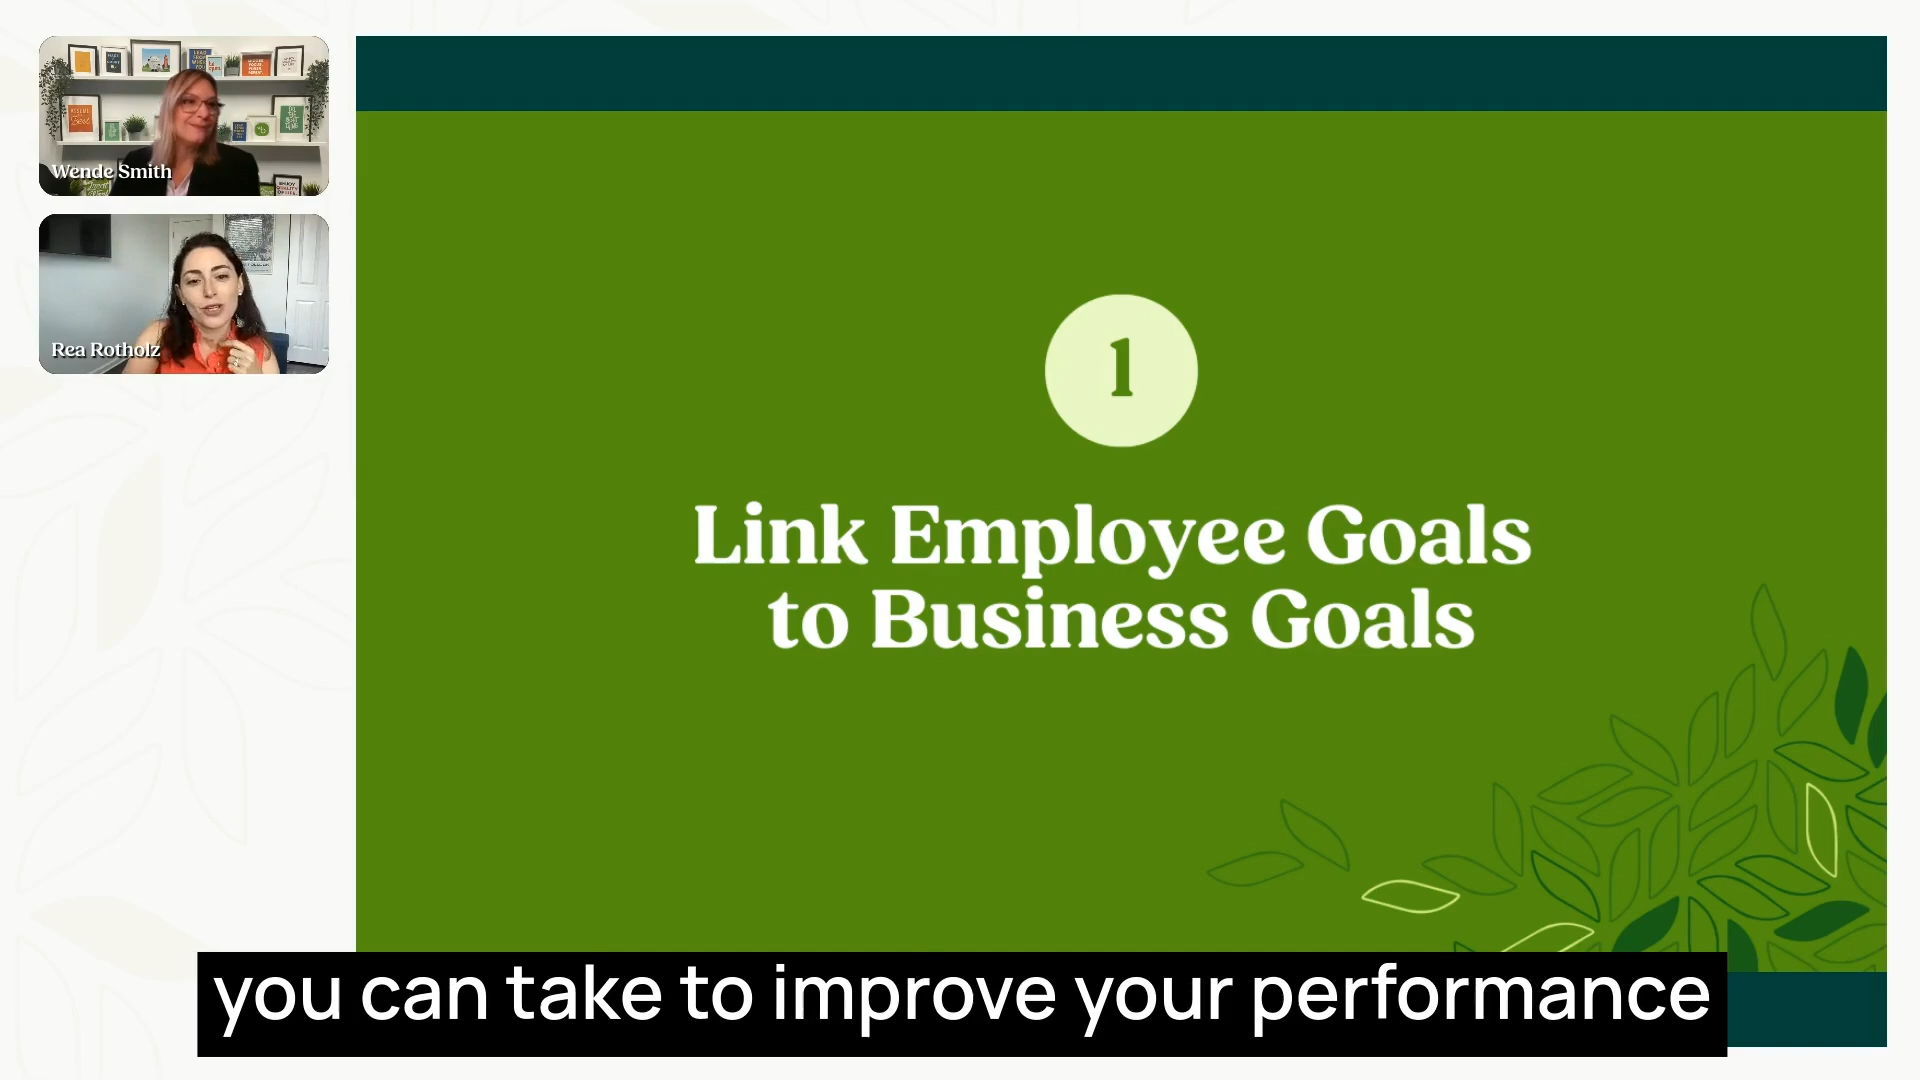 Wende Smith
Rea Rotholz
1
Link Employee Goals
to Business Goals
you can take to improve your performance